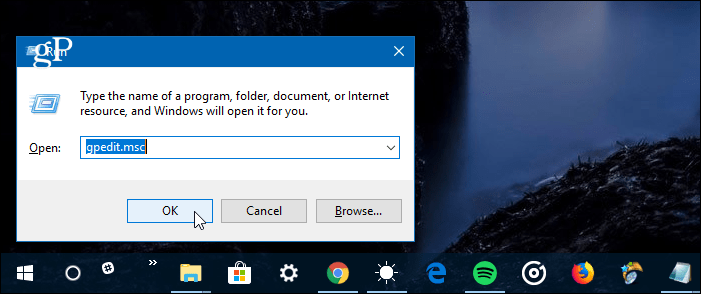 gP
Run
Type the name of a program, folder, document, or Internet
resource, and Windows will open it for you.
Open:
gpedit.msc
OK
Cancel
Browse...